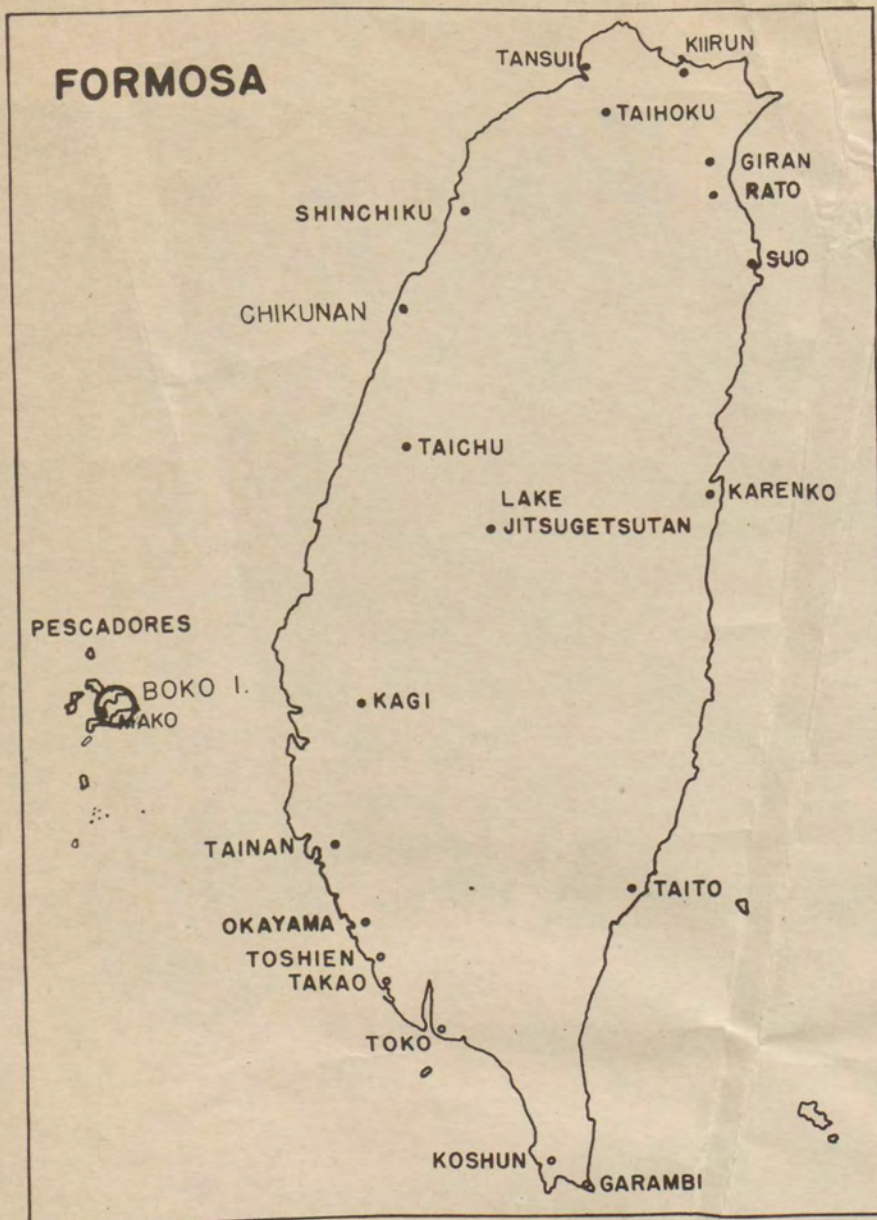 FORMOSA
TANSUI
KIIRUN
TAIHOKU
GIRAN
RATO
SHINCHIKU
SUO
CHIKUNAN
TAICHU
KARENKO
LAKE
JITSUGETSUTAN
PESCADORES
BOKO I.
MAKO
KAGI
TAINAN
TAITO
OKAYAMA
TOSHIEN
TAKAO
TOKO
KOSHUN
GARAMBI